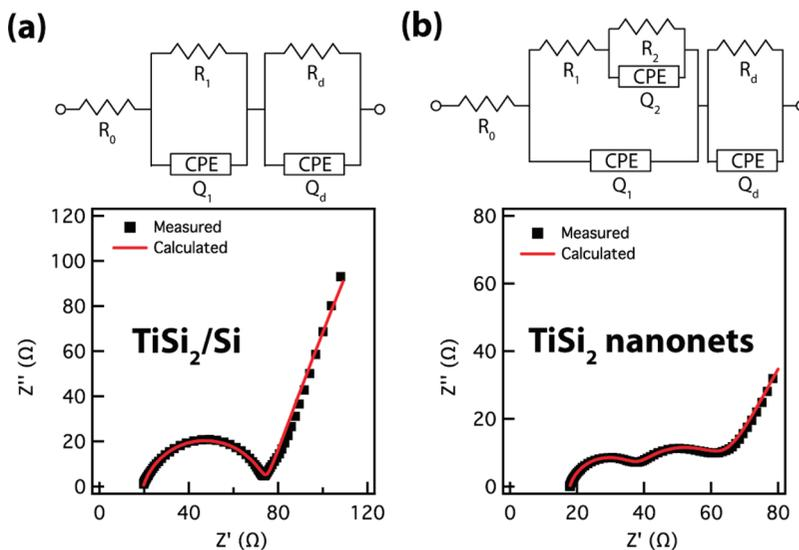 (a)
R1
Rd
R0
CPE
CPE
Q1
Qd
120
100
80
60
40
20
0
Z'' (Ω)
Measured
Calculated
TiSi2/Si
0 40 80 120
Z' (Ω)
(b)
R2
R1
CPE
Rd
Q2
R0
CPE
CPE
Q1
Qd
80
60
40
20
0
Z'' (Ω)
Measured
Calculated
TiSi2 nanonets
0 20 40 60 80
Z' (Ω)